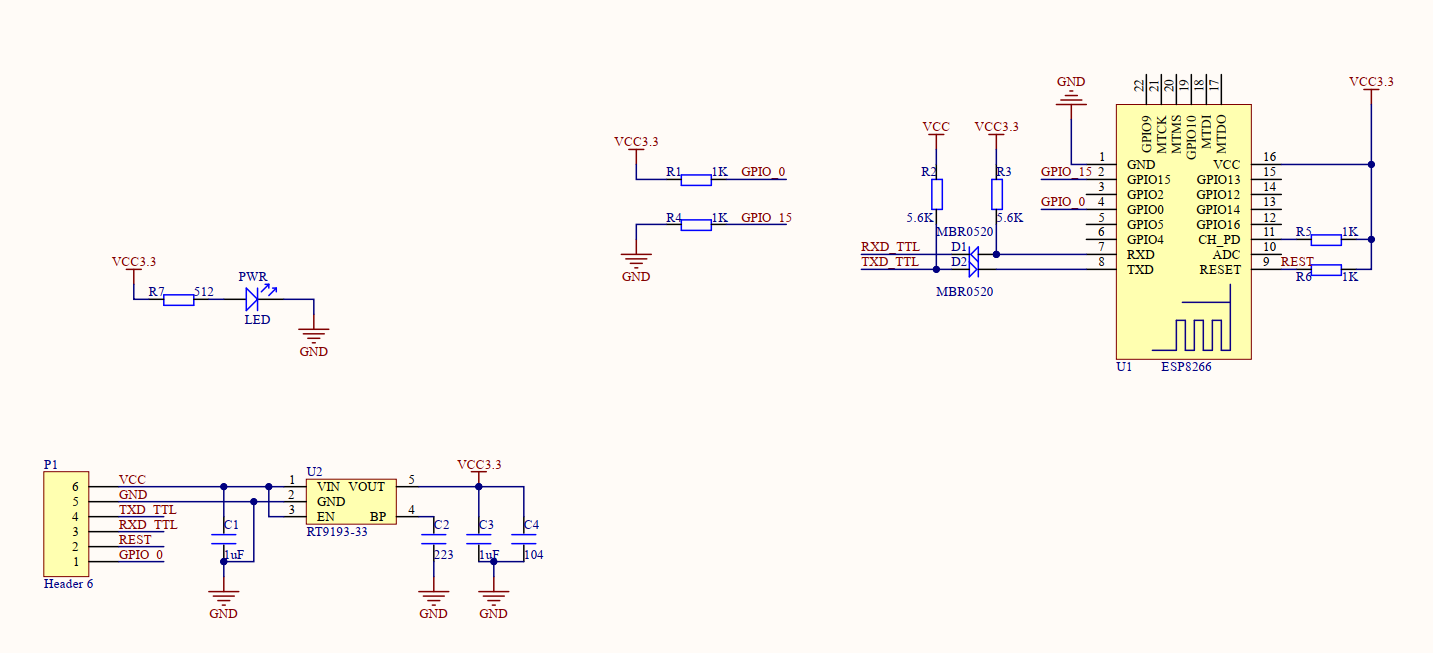 GND
VCC3.3
22
21
20
19
18
17
GPIO9
MTCK
MTMS
GPIO10
MTDI
MTDO
VCC
VCC3.3
VCC3.3
R1 1K GPIO_0
R4 1K GPIO_15
GND
R2
R3
5.6K
5.6K
GPIO_15
GPIO_0
1 GND VCC 16
2 GPIO15 GPIO13 15
3 GPIO2 GPIO12 14
4 GPIO0 GPIO14 13
5 GPIO5 GPIO16 12
6 GPIO4 CH_PD 11
7 RXD ADC 10
8 TXD RESET 9
R5 1K
REST
R6 1K
MBR0520
RXD_TTL D1
TXD_TTL D2
MBR0520
U1 ESP8266
VCC3.3
PWR
R7 512
LED
GND
P1
6 VCC
5 GND
4 TXD_TTL
3 RXD_TTL
2 REST
1 GPIO_0
Header 6
U2
1 VIN VOUT 5
2 GND
3 EN BP 4
RT9193-33
VCC3.3
C1
1uF
C2
223
C3
1uF
C4
104
GND
GND
GND